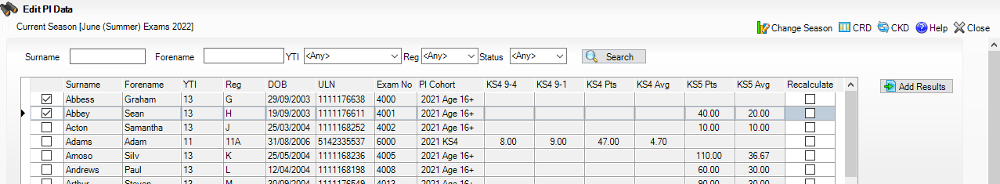 Edit PI Data
Current Season [June (Summer) Exams 2022]
Change Season CRD CKD Help Close
Surname Forename YTI <Any> Reg <Any> Status <Any> Search
Surname Forename YTI Reg DOB ULN Exam No PI Cohort KS4 9-4 KS4 9-1 KS4 Pts KS4 Avg KS5 Pts KS5 Avg Recalculate
Add Results
Abbess Graham 13 G 29/09/2003 1111176638 4000 2021 Age 16+
Abbey Sean 13 H 19/09/2003 1111176611 4001 2021 Age 16+ 40.00 20.00
Acton Samantha 13 J 25/03/2004 1111168252 4002 2021 Age 16+ 10.00 10.00
Adams Adam 11 11A 31/08/2006 5142335537 6000 2021 KS4 8.00 9.00 47.00 4.70
Amoso Silv 13 K 25/05/2004 1111168236 4005 2021 Age 16+ 110.00 36.67
Andrews Paul 13 L 12/04/2004 1111168198 4008 2021 Age 16+ 60.00 30.00
Arthur Steven 13 M 30/09/2004 1111176549 4013 2021 Age 16+ 90.00 30.00